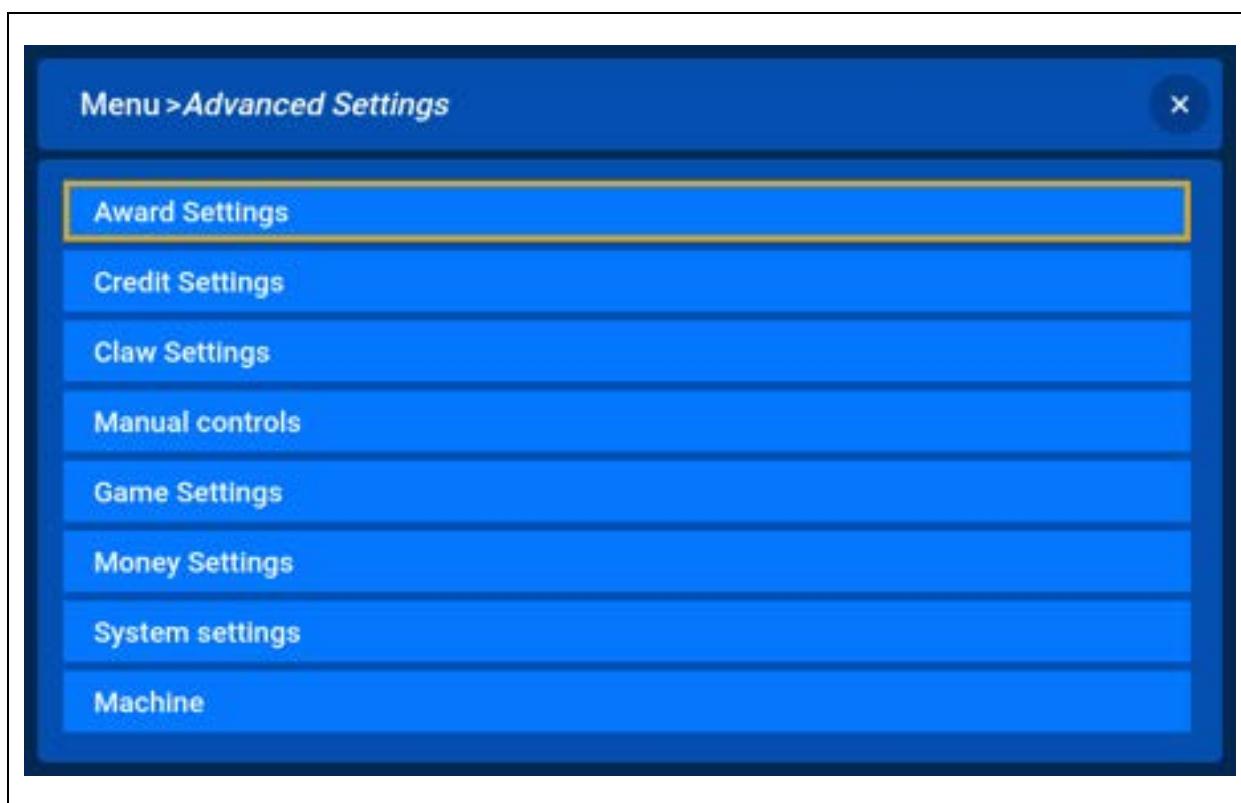 Menu>Advanced Settings
Award Settings
Credit Settings
Claw Settings
Manual controls
Game Settings
Money Settings
System settings
Machine